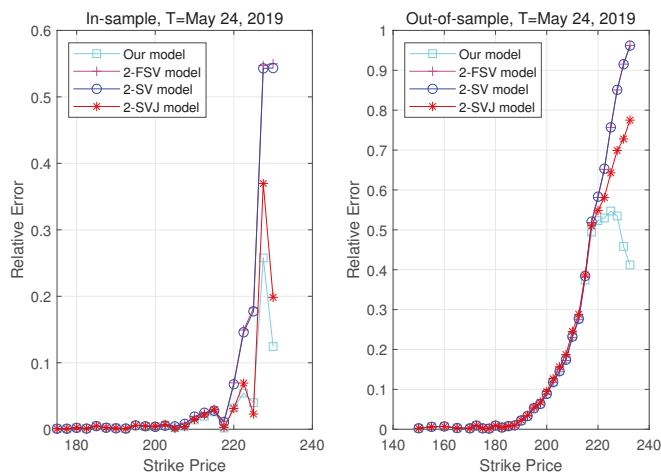 In-sample, T=May 24, 2019
0.6
0.5
0.4
0.3
0.2
0.1
0
Relative Error
Our model
2-FSV model
2-SV model
2-SVJ model
180
200
220
240
Strike Price
Out-of-sample, T=May 24, 2019
1
0.9
0.8
0.7
0.6
0.5
0.4
0.3
0.2
0.1
0
Relative Error
Our model
2-FSV model
2-SV model
2-SVJ model
140
160
180
200
220
240
Strike Price